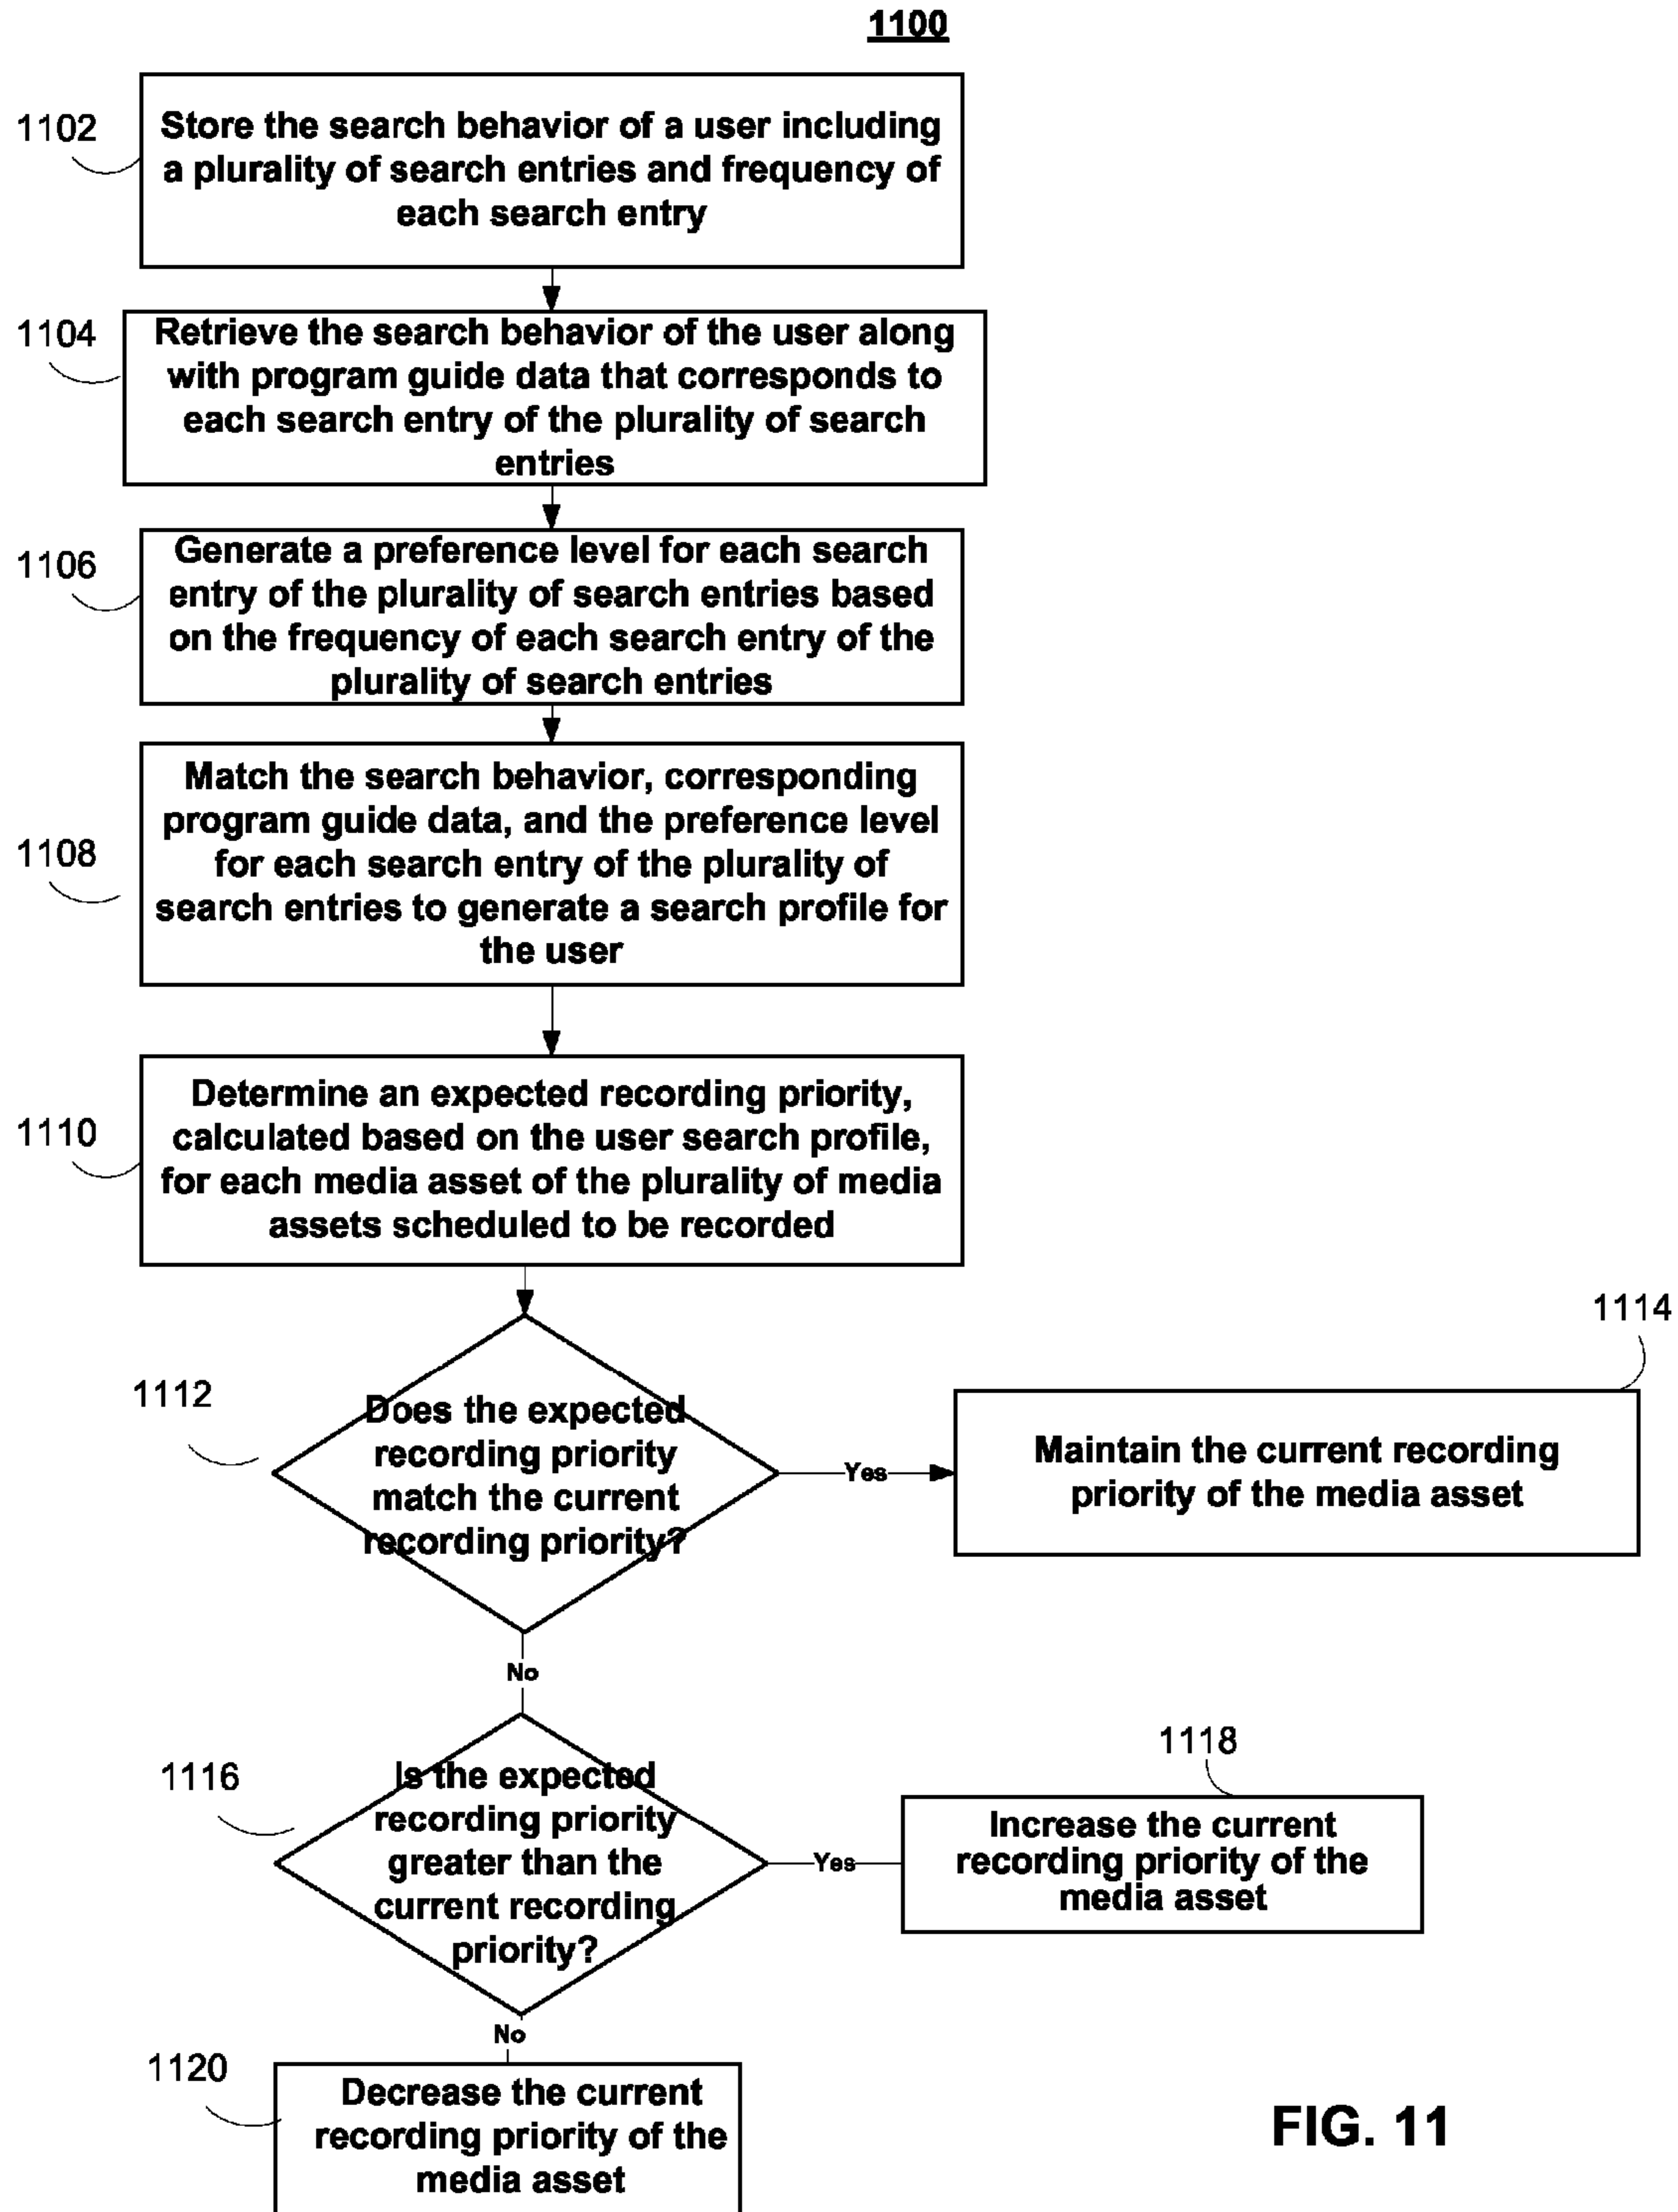 1100
1102
Store the search behavior of a user including
a plurality of search entries and frequency of
each search entry
1104
Retrieve the search behavior of the user along
with program guide data that corresponds to
each search entry of the plurality of search
entries
1106
Generate a preference level for each search
entry of the plurality of search entries based
on the frequency of each search entry of the
plurality of search entries
1108
Match the search behavior, corresponding
program guide data, and the preference level
for each search entry of the plurality of
search entries to generate a search profile for
the user
1110
Determine an expected recording priority,
calculated based on the user search profile,
for each media asset of the plurality of media
assets scheduled to be recorded
1112
Does the expected
recording priority
match the current
recording priority?
Yes
1114
Maintain the current recording
priority of the media asset
No
1116
Is the expected
recording priority
greater than the
current recording
priority?
Yes
1118
Increase the current
recording priority of the
media asset
No
1120
Decrease the current
recording priority of the
media asset
FIG. 11